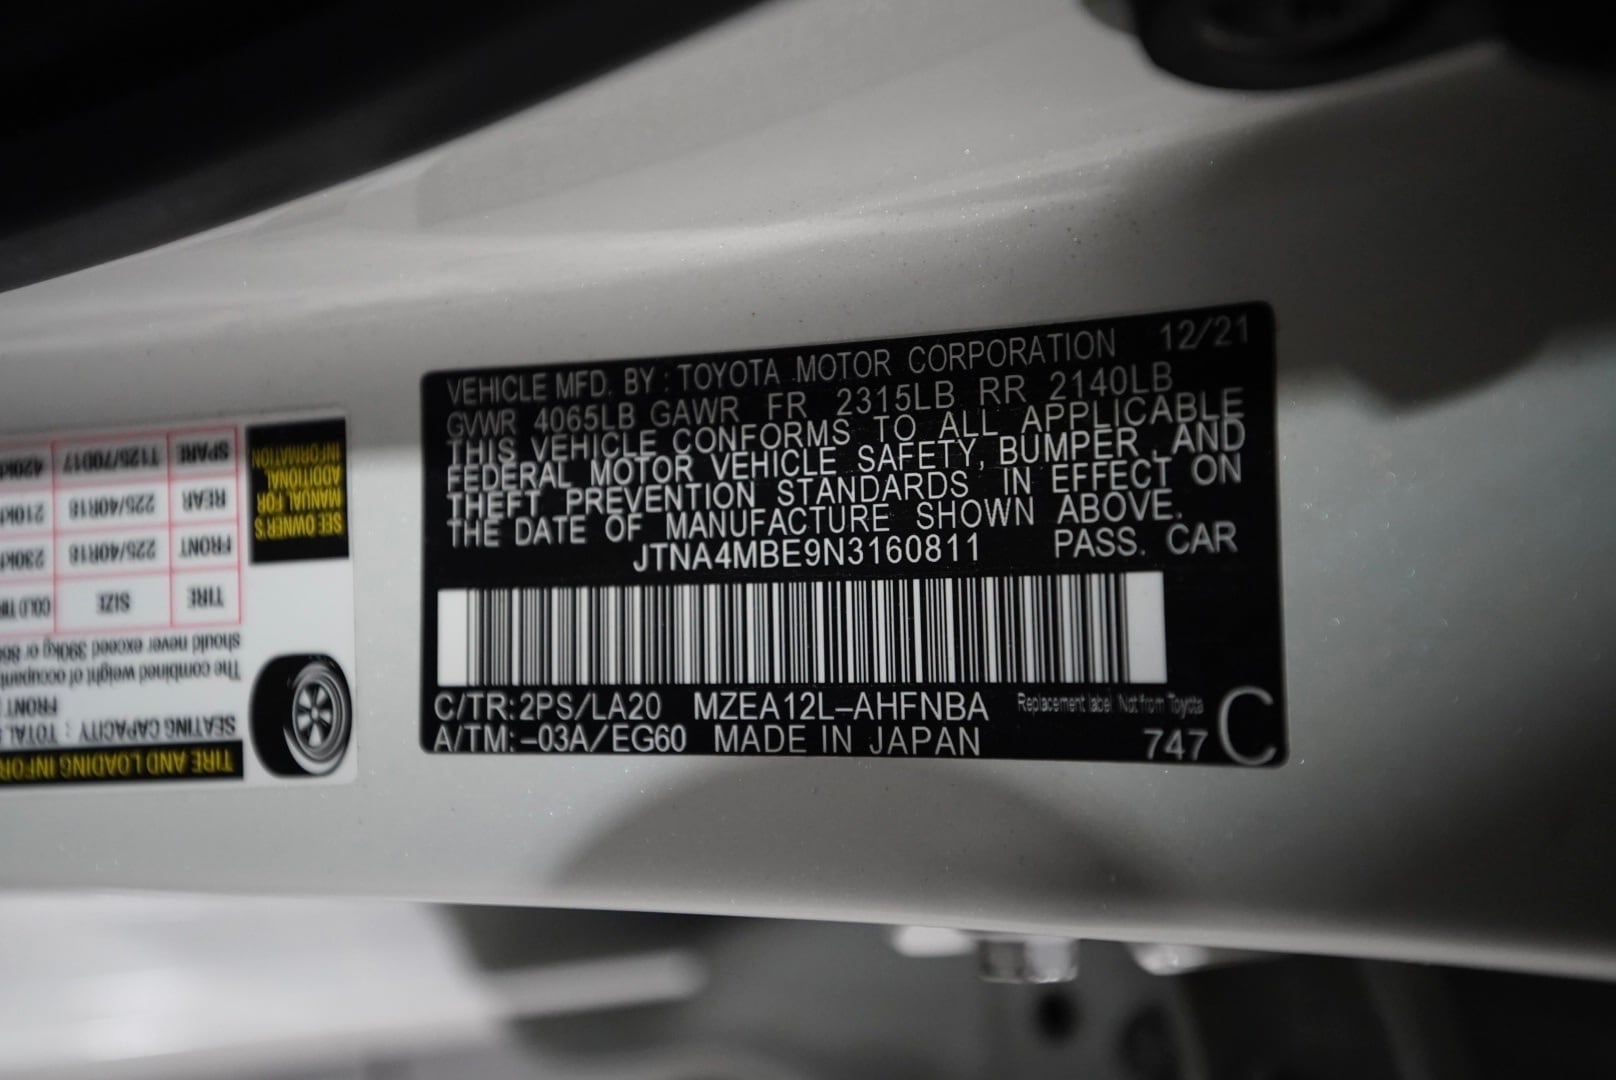 VEHICLE MFD. BY : TOYOTA MOTOR CORPORATION 12/21
GVWR 4065LB GAWR FR 2315LB RR 2140LB
THIS VEHICLE CONFORMS TO ALL APPLICABLE
FEDERAL MOTOR VEHICLE SAFETY, BUMPER, AND
THEFT PREVENTION STANDARDS IN EFFECT ON
THE DATE OF MANUFACTURE SHOWN ABOVE.
JTNA4MBE9N3160811 PASS. CAR
C/TR:2PS/LA20 MZEA12L–AHFNBA Replacement label Not from Toyota
A/TM:–03A/EG60 MADE IN JAPAN 747 C
TIRE AND LOADING INFOR
SEATING CAPACITY : TOTAL
FRONT
The combined weight of occupant
should never exceed 390kg or
TIRE SIZE COLD
FRONT 225/40R18
REAR 225/40R18
SPARE T125/70D17
SEE OWNER'S
MANUAL FOR
ADDITIONAL
INFORMATION